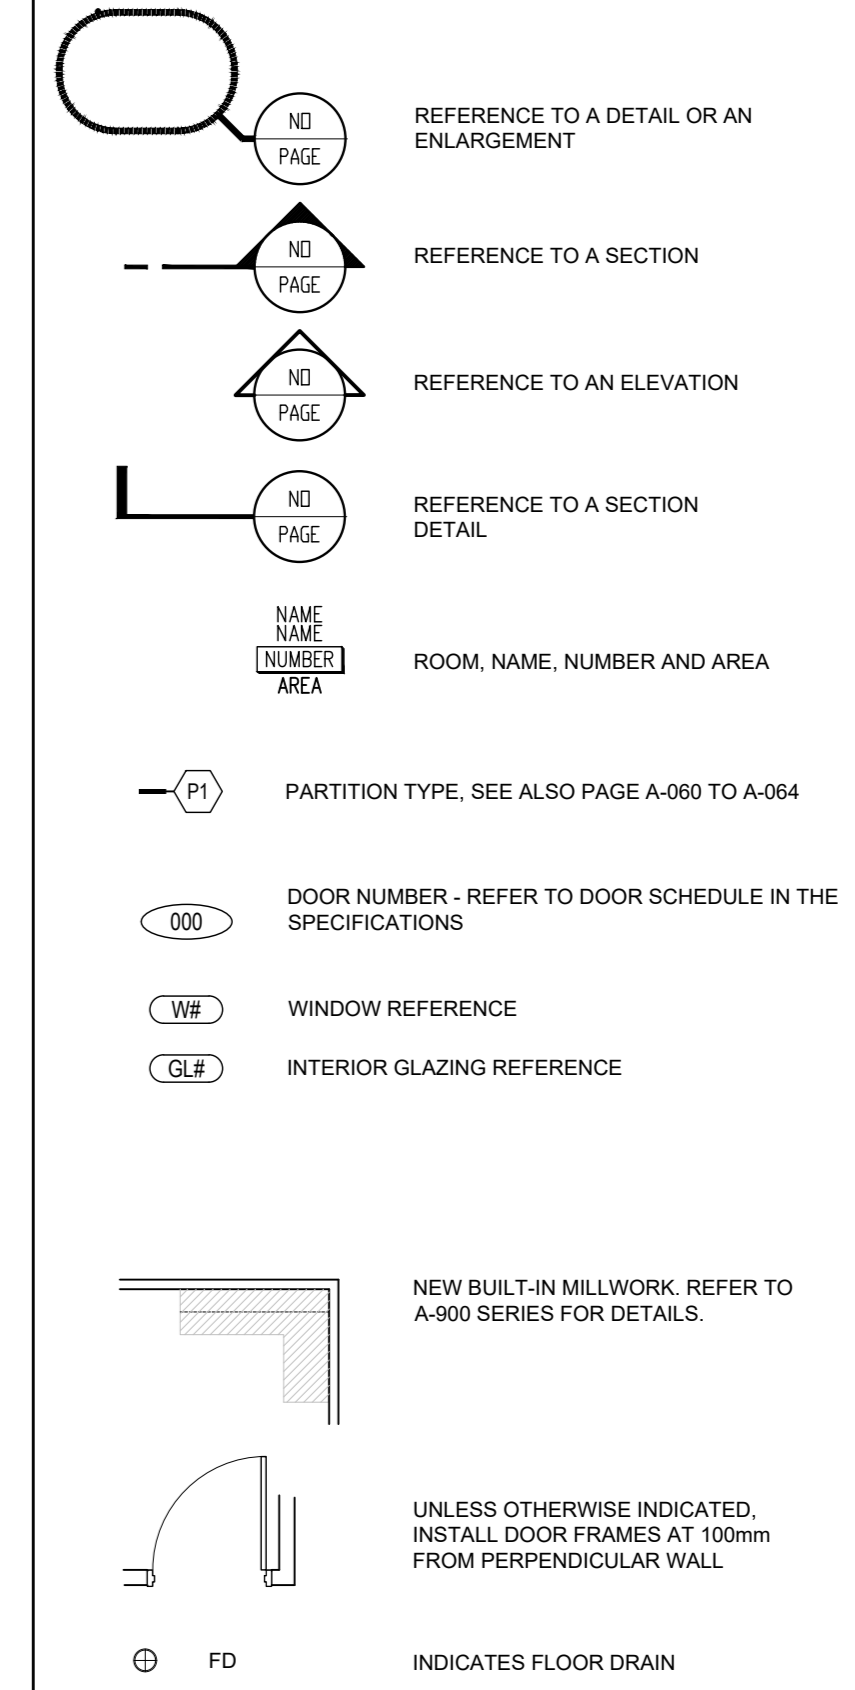 NO
PAGE
REFERENCE TO A DETAIL OR AN
ENLARGEMENT
NO
PAGE
REFERENCE TO A SECTION
NO
PAGE
REFERENCE TO AN ELEVATION
NO
PAGE
REFERENCE TO A SECTION
DETAIL
NAME
NAME
NUMBER
AREA
ROOM, NAME, NUMBER AND AREA
P1
PARTITION TYPE, SEE ALSO PAGE A-060 TO A-064
000
DOOR NUMBER - REFER TO DOOR SCHEDULE IN THE
SPECIFICATIONS
W#
WINDOW REFERENCE
GL#
INTERIOR GLAZING REFERENCE
NEW BUILT-IN MILLWORK. REFER TO
A-900 SERIES FOR DETAILS.
UNLESS OTHERWISE INDICATED,
INSTALL DOOR FRAMES AT 100mm
FROM PERPENDICULAR WALL
FD
INDICATES FLOOR DRAIN